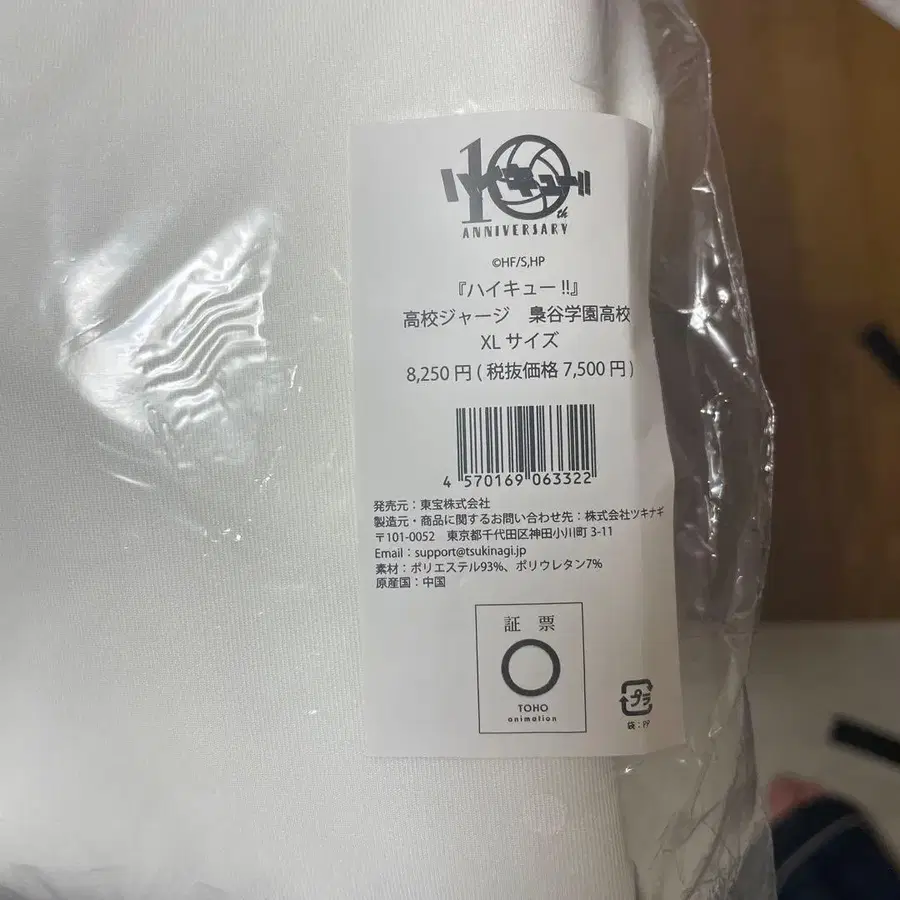 10th
ハイキュー!!
ANNIVERSARY
©HF/S,HP
『ハイキュー!!』
高校ジャージ 梟谷学園高校
XL サイズ
8,250 円 ( 税抜価格 7,500 円 )
4 570169 063322
発売元：東宝株式会社
製造元・商品に関するお問い合わせ先：株式会社ツキナギ
〒101-0052 東京都千代田区神田小川町 3-11
Email：support@tsukinagi.jp
素材：ポリエステル93%、ポリウレタン7%
原産国：中国
証 票
TOHO
animation
プラ
袋：PP